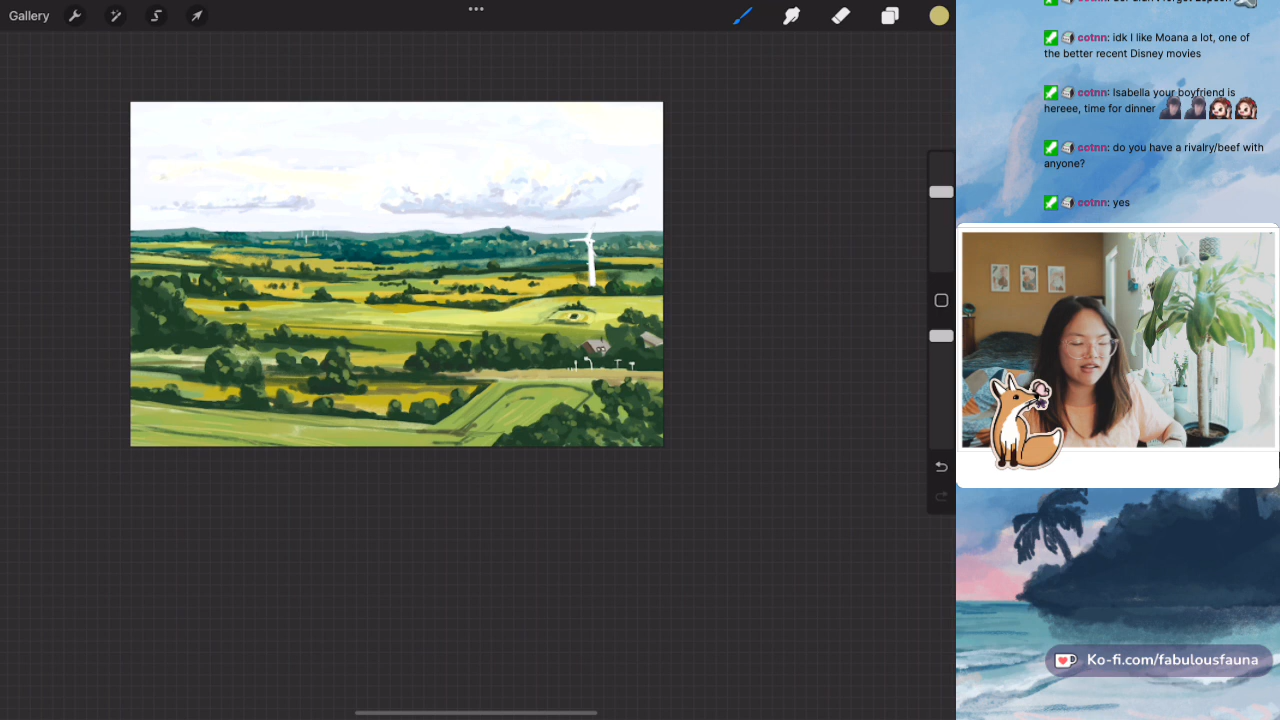 Gallery
cotnn: idk I like Moana a lot, one of
the better recent Disney movies
cotnn: Isabella your boyfriend is
hereee, time for dinner
cotnn: do you have a rivalry/beef with
anyone?
cotnn: yes
Ko-fi.com/fabulousfauna